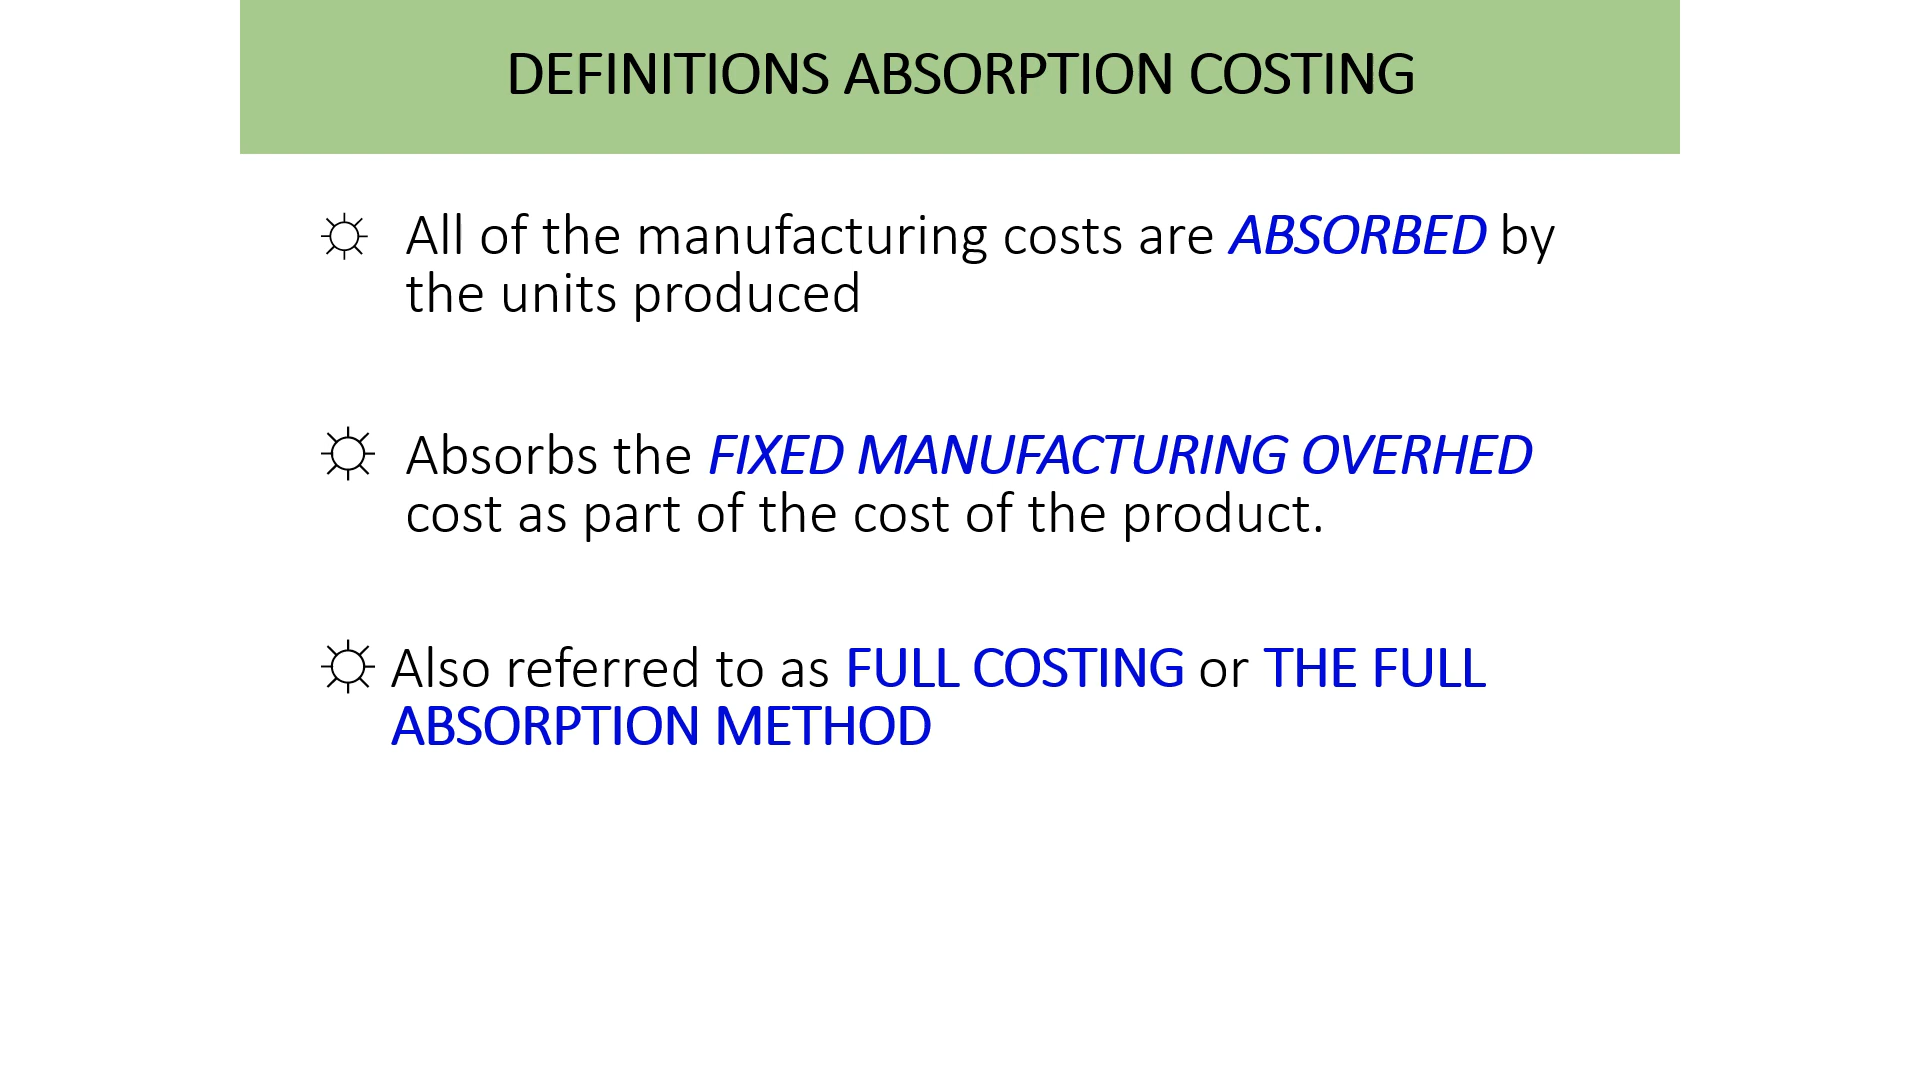 DEFINITIONS ABSORPTION COSTING
All of the manufacturing costs are ABSORBED by
the units produced
Absorbs the FIXED MANUFACTURING OVERHED
cost as part of the cost of the product.
Also referred to as FULL COSTING or THE FULL
ABSORPTION METHOD